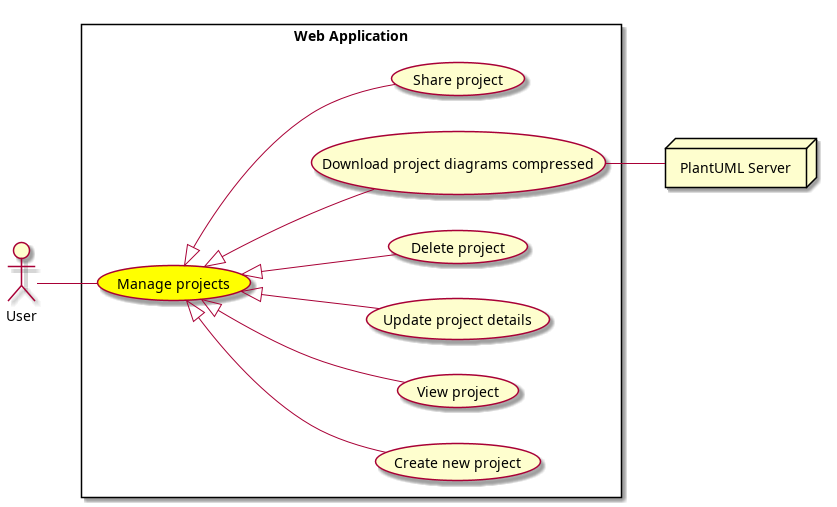 Web Application
Share project
Download project diagrams compressed
PlantUML Server
Delete project
Manage projects
User
Update project details
View project
Create new project